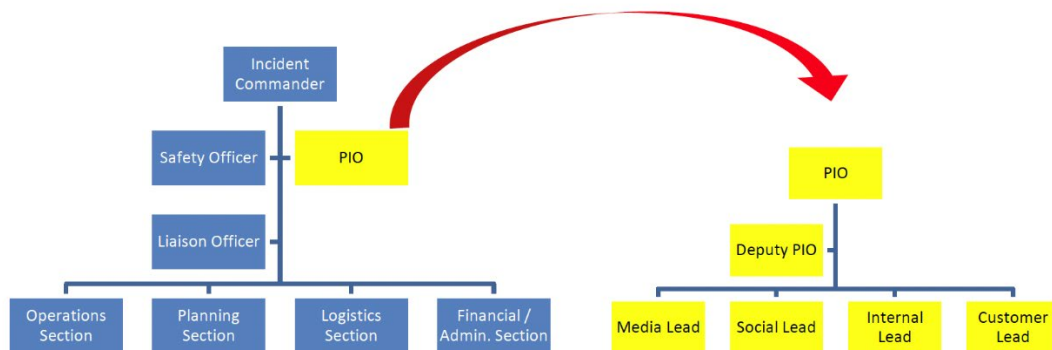 Incident
Commander
Safety Officer
PIO
Liaison Officer
Operations
Section
Planning
Section
Logistics
Section
Financial /
Admin. Section
PIO
Deputy PIO
Media Lead
Social Lead
Internal
Lead
Customer
Lead